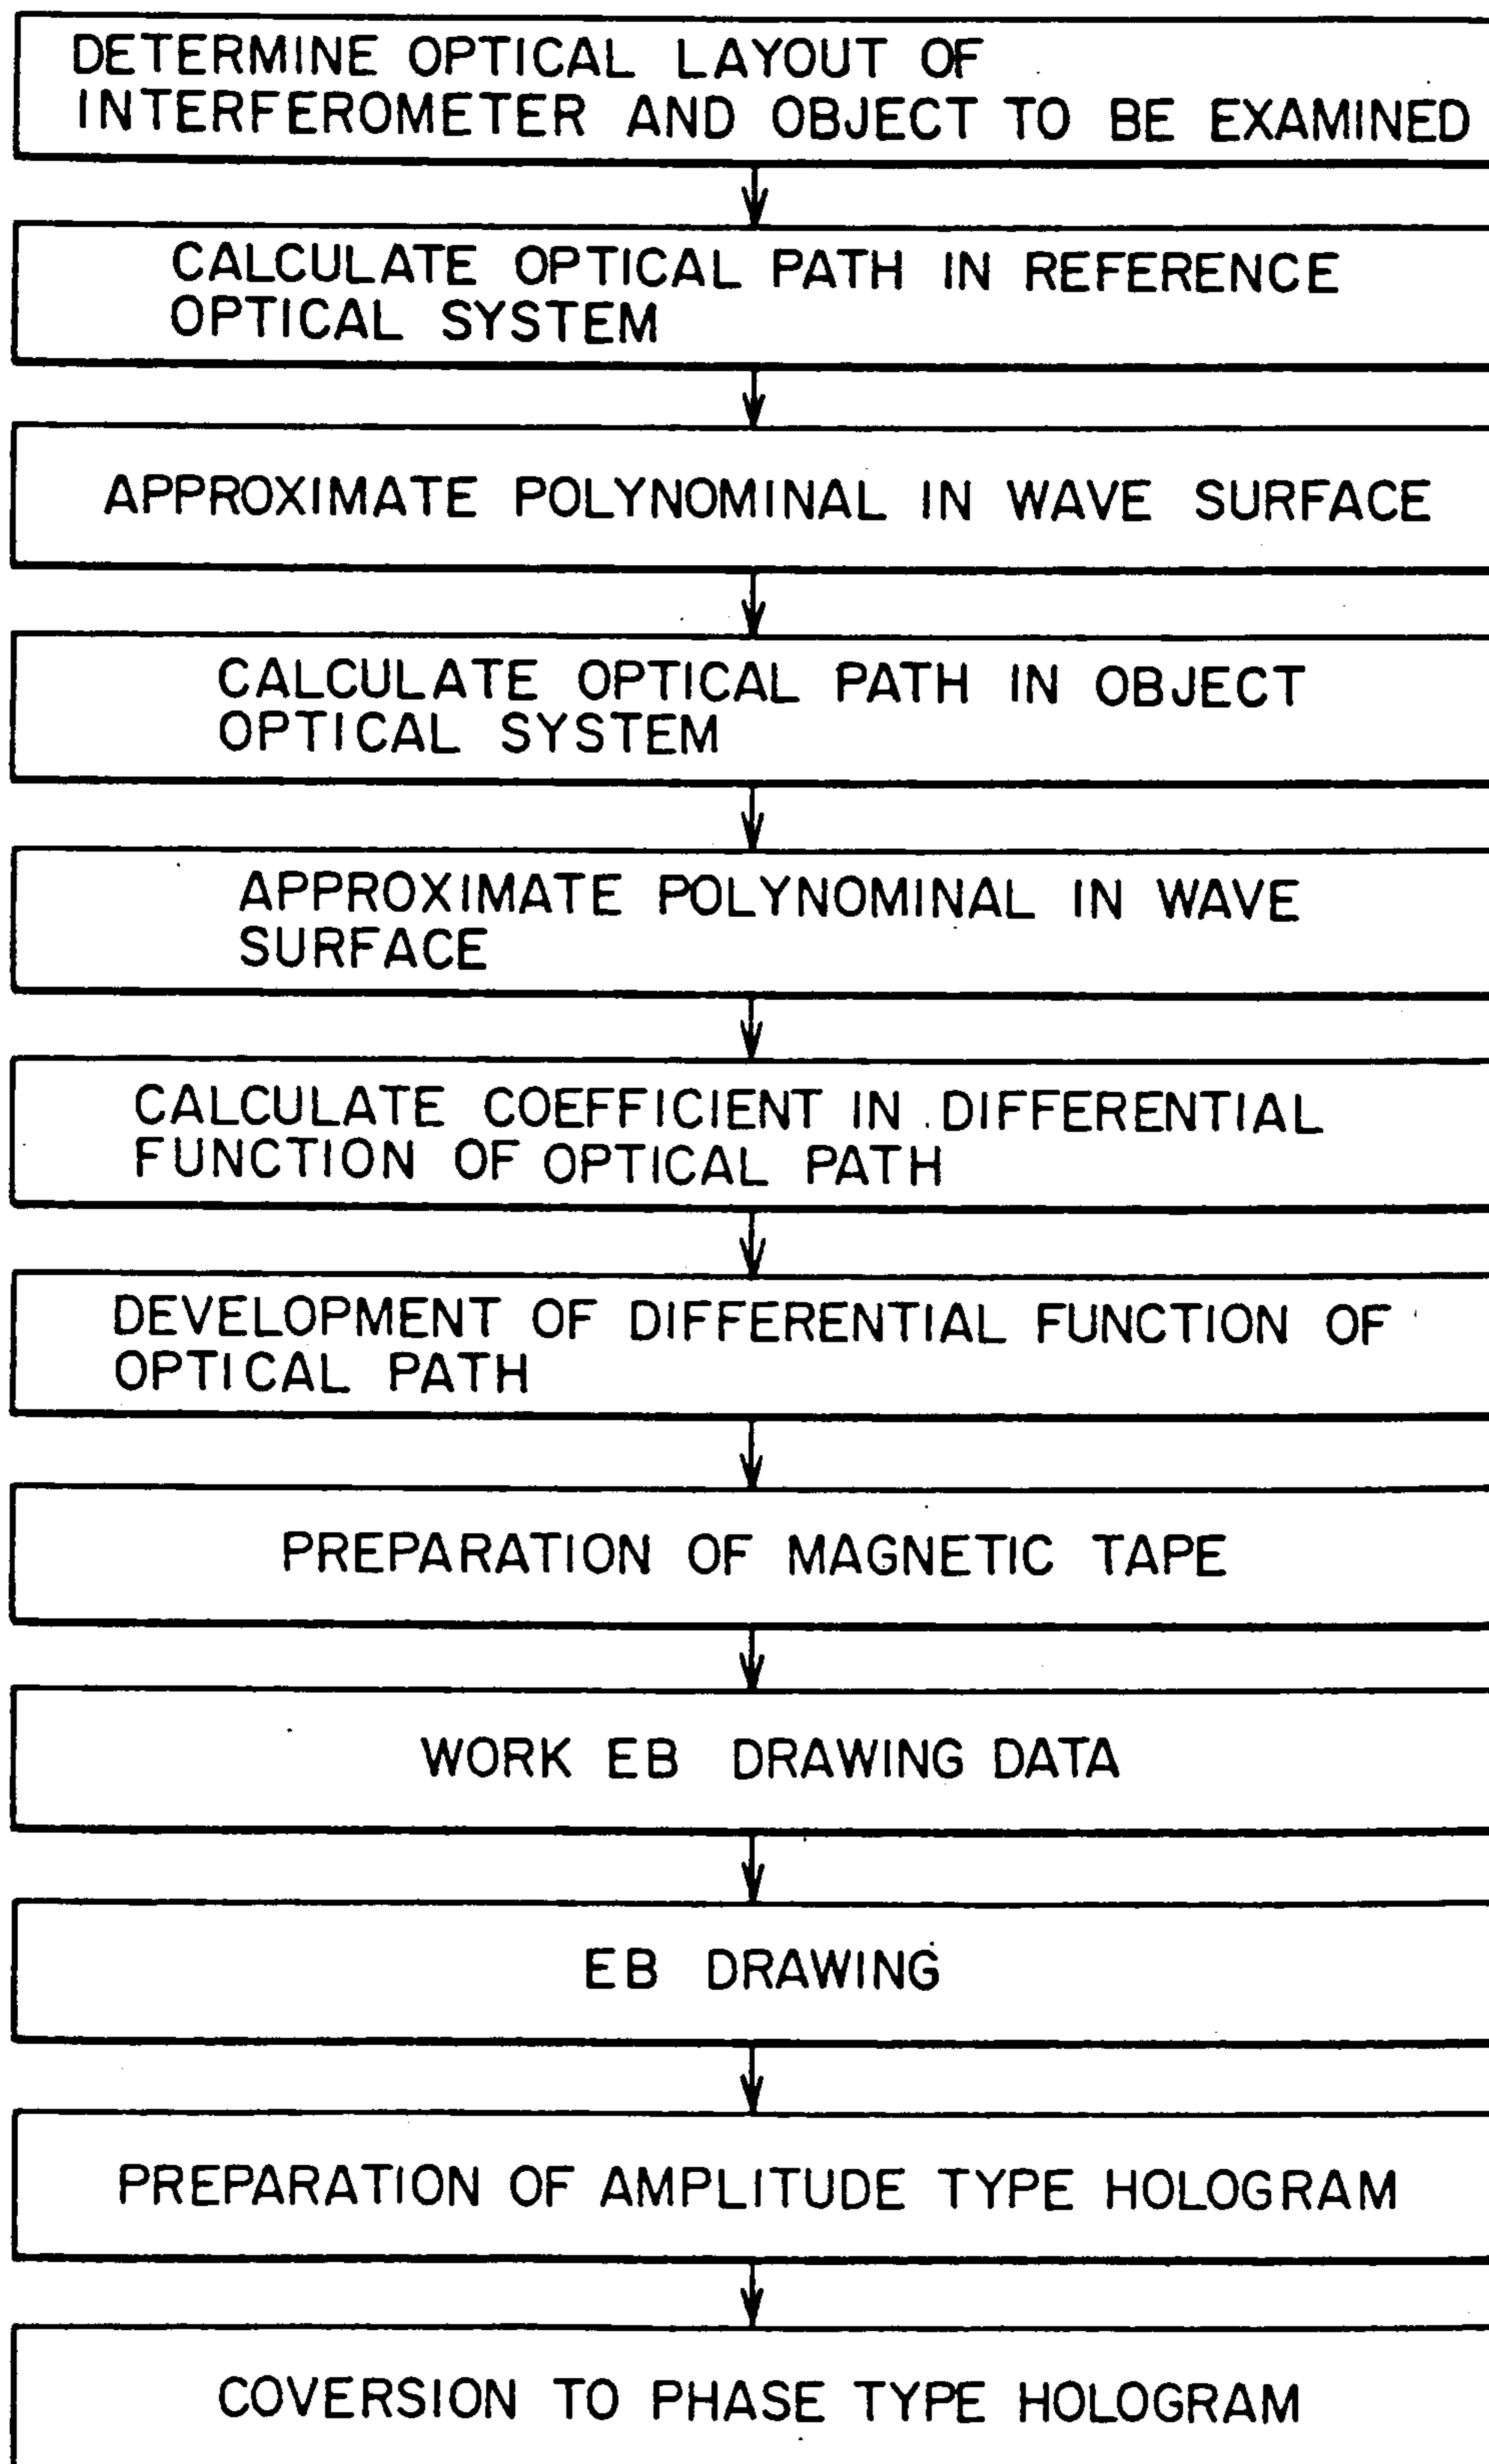 DETERMINE OPTICAL LAYOUT OF
INTERFEROMETER AND OBJECT TO BE EXAMINED
CALCULATE OPTICAL PATH IN REFERENCE
OPTICAL SYSTEM
APPROXIMATE POLYNOMINAL IN WAVE SURFACE
CALCULATE OPTICAL PATH IN OBJECT
OPTICAL SYSTEM
APPROXIMATE POLYNOMINAL IN WAVE
SURFACE
CALCULATE COEFFICIENT IN DIFFERENTIAL
FUNCTION OF OPTICAL PATH
DEVELOPMENT OF DIFFERENTIAL FUNCTION OF
OPTICAL PATH
PREPARATION OF MAGNETIC TAPE
WORK EB DRAWING DATA
EB DRAWING
PREPARATION OF AMPLITUDE TYPE HOLOGRAM
COVERSION TO PHASE TYPE HOLOGRAM